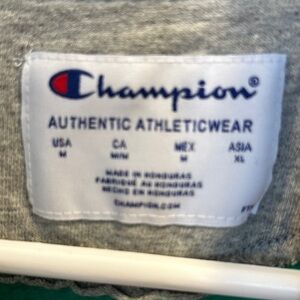 Champion®
AUTHENTIC ATHLETICWEAR
USA CA MEX ASIA
M M/M M XL
MADE IN HONDURAS
FABRIQUÉ AU HONDURAS
HECHO EN HONDURAS
CHAMPION.COM